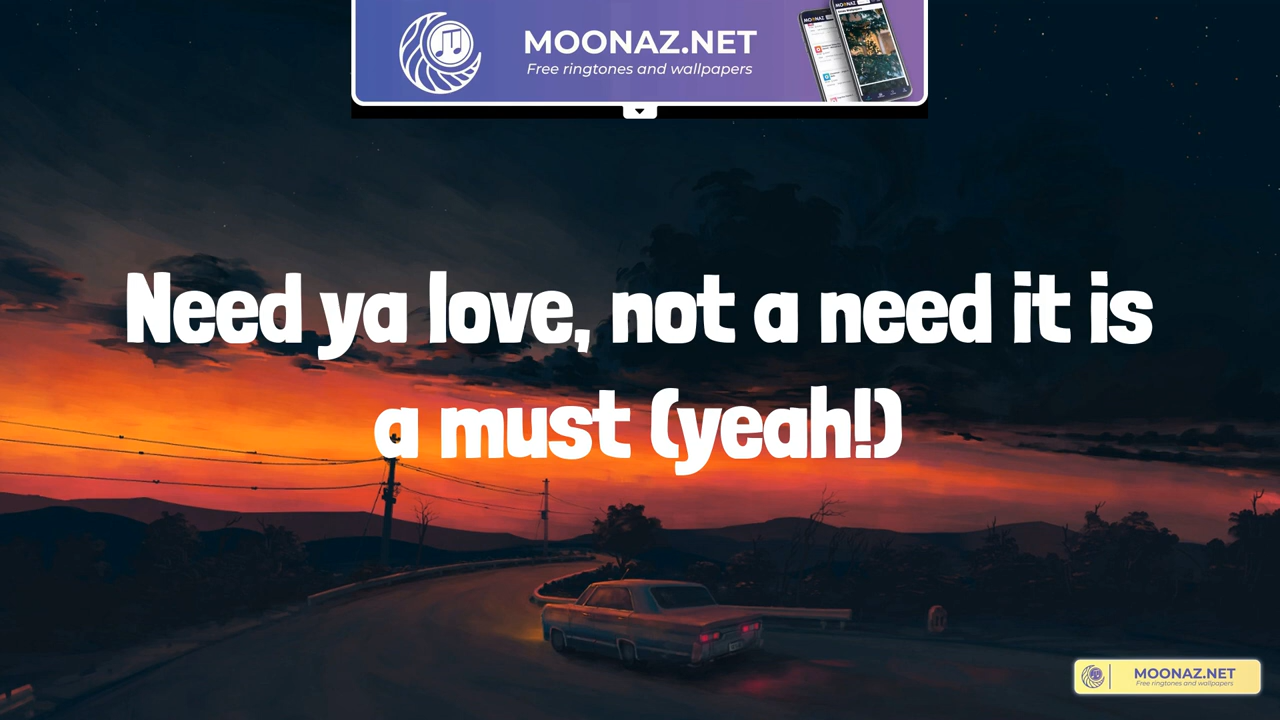 MOONAZ.NET
Free ringtones and wallpapers
Need ya love, not a need it is
a must (yeah!)
MOONAZ.NET
Free ringtones and wallpapers